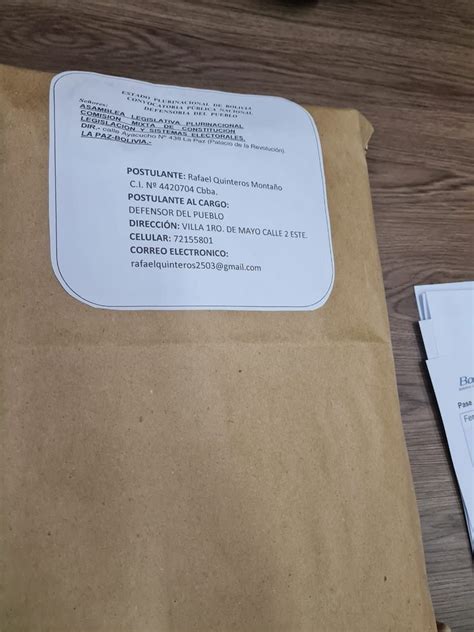 ESTADO PLURINACIONAL DE BOLIVIA
CONVOCATORIA PÚBLICA NACIONAL
DEFENSORIA DEL PUEBLO
Señores:
ASAMBLEA LEGISLATIVA PLURINACIONAL
COMISION MIXTA DE CONSTITUCIÓN
LEGISLACIÓN Y SISTEMAS ELECTORALES.
DIR.- calle Ayacucho Nº 438 La Paz (Palacio de la Revolución).
LA PAZ-BOLIVIA.-
POSTULANTE: Rafael Quinteros Montaño
C.I. Nº 4420704 Cbba.
POSTULANTE AL CARGO:
DEFENSOR DEL PUEBLO
DIRECCIÓN: VILLA 1RO. DE MAYO CALLE 2 ESTE.
CELULAR: 72155801
CORREO ELECTRONICO:
rafaelquinteros2503@gmail.com
Pase